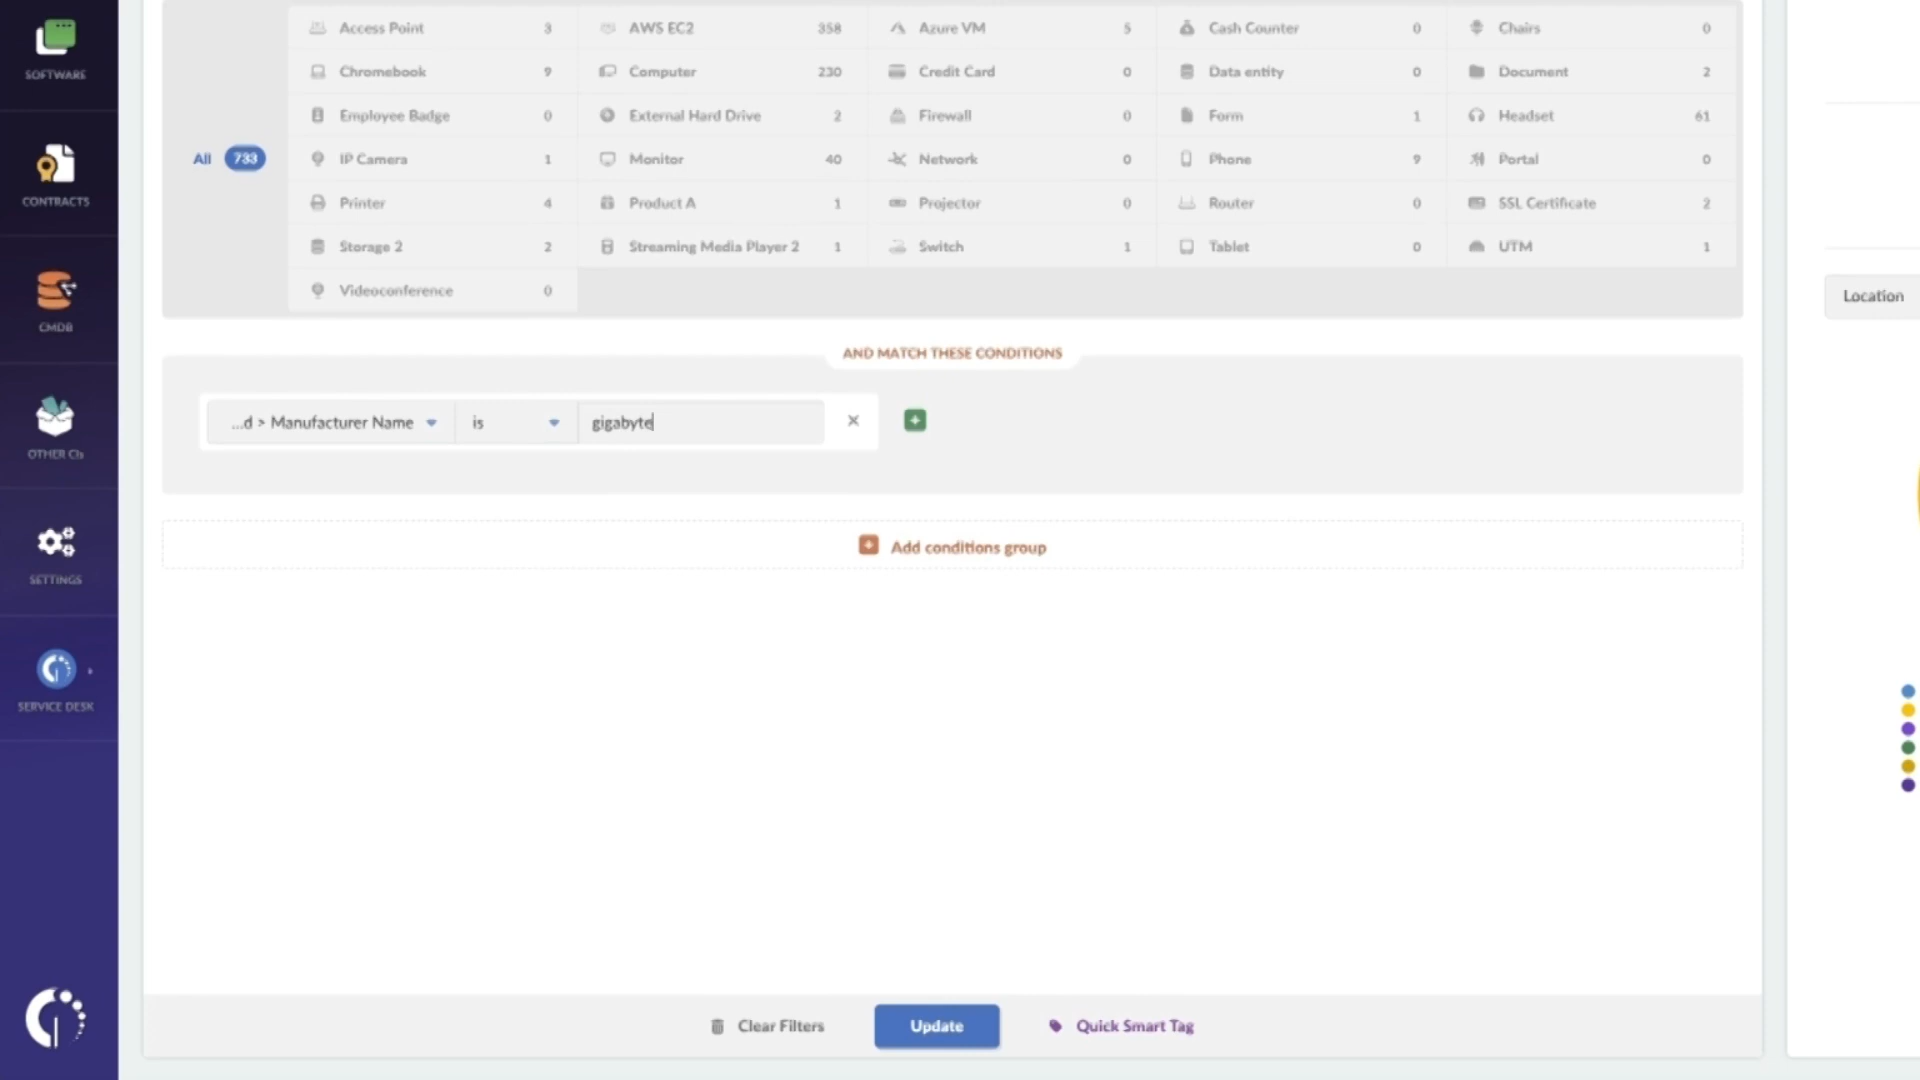 SOFTWARE
CONTRACTS
CMDB
OTHER CIs
SETTINGS
SERVICE DESK
All 733
Access Point 3 AWS EC2 358 Azure VM 5 Cash Counter 0 Chairs 0
Chromebook 9 Computer 230 Credit Card 0 Data entity 0 Document 2
Employee Badge 0 External Hard Drive 2 Firewall 0 Form 1 Headset 61
IP Camera 1 Monitor 40 Network 0 Phone 9 Portal 0
Printer 4 Product A 1 Projector 0 Router 0 SSL Certificate 2
Storage 2 2 Streaming Media Player 2 1 Switch 1 Tablet 0 UTM 1
Videoconference 0
AND MATCH THESE CONDITIONS
...d > Manufacturer Name is gigabyte
Add conditions group
Clear Filters Update Quick Smart Tag
Location